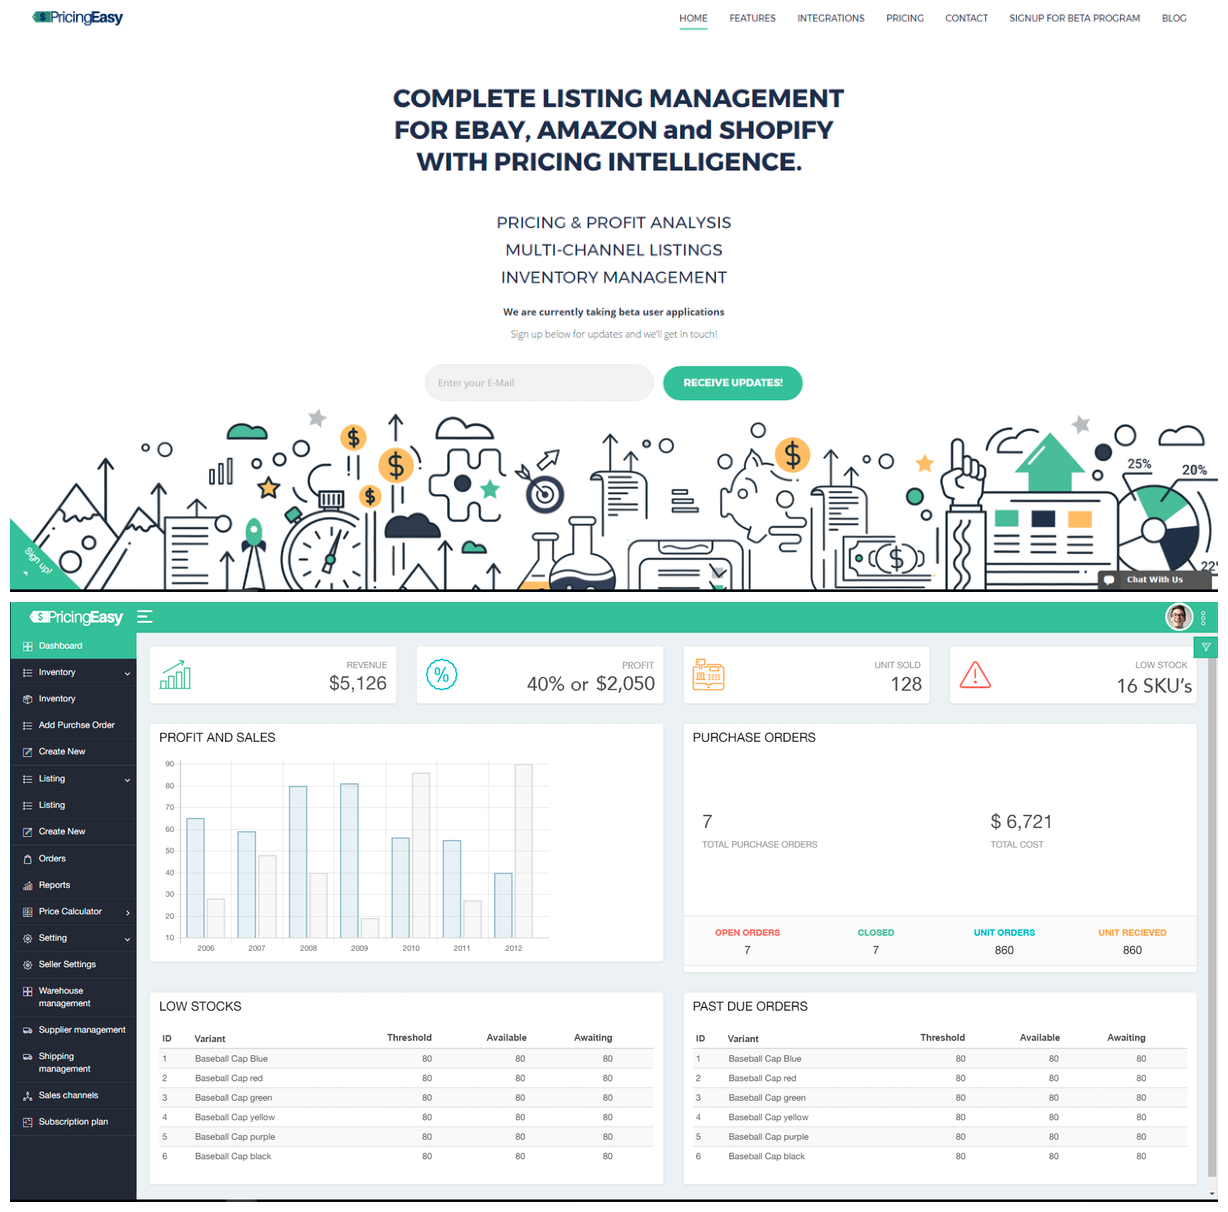 $ PricingEasy
HOME FEATURES INTEGRATIONS PRICING CONTACT SIGNUP FOR BETA PROGRAM BLOG
COMPLETE LISTING MANAGEMENT
FOR EBAY, AMAZON and SHOPIFY
WITH PRICING INTELLIGENCE.
PRICING & PROFIT ANALYSIS
MULTI-CHANNEL LISTINGS
INVENTORY MANAGEMENT
We are currently taking beta user applications
Sign up below for updates and we'll get in touch!
Enter your E-Mail RECEIVE UPDATES!
$
$
$
$
$
25%
20%
22%
Sign up!
Chat With Us
$ PricingEasy
Dashboard
Inventory
Inventory
Add Purchse Order
Create New
Listing
Listing
Create New
Orders
Reports
Price Calculator
Setting
Seller Settings
Warehouse
management
Supplier management
Shipping
management
Sales channels
Subscription plan
REVENUE
$5,126
%
PROFIT
40% or $2,050
UNIT SOLD
128
LOW STOCK
16 SKU's
PROFIT AND SALES
90
80
70
60
50
40
30
20
10
2006 2007 2008 2009 2010 2011 2012
PURCHASE ORDERS
7 $ 6,721
TOTAL PURCHASE ORDERS TOTAL COST
OPEN ORDERS CLOSED UNIT ORDERS UNIT RECIEVED
7 7 860 860
LOW STOCKS
ID Variant Threshold Available Awaiting
1 Baseball Cap Blue 80 80 80
2 Baseball Cap red 80 80 80
3 Baseball Cap green 80 80 80
4 Baseball Cap yellow 80 80 80
5 Baseball Cap purple 80 80 80
6 Baseball Cap black 80 80 80
PAST DUE ORDERS
ID Variant Threshold Available Awaiting
1 Baseball Cap Blue 80 80 80
2 Baseball Cap red 80 80 80
3 Baseball Cap green 80 80 80
4 Baseball Cap yellow 80 80 80
5 Baseball Cap purple 80 80 80
6 Baseball Cap black 80 80 80